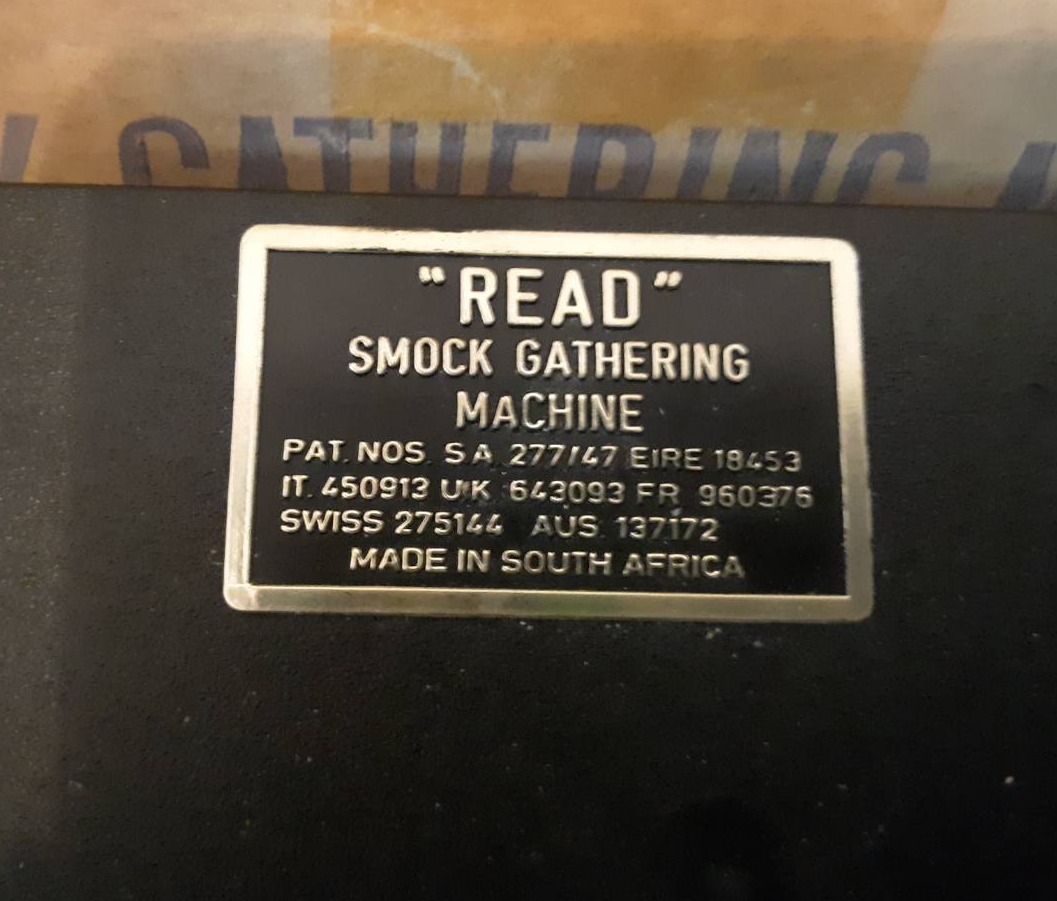 GATHERING
"READ"
SMOCK GATHERING
MACHINE
PAT. NOS. S.A. 277/47 EIRE 18453
IT. 450913 U.K. 643093 FR. 960376
SWISS 275144 AUS. 137172
MADE IN SOUTH AFRICA